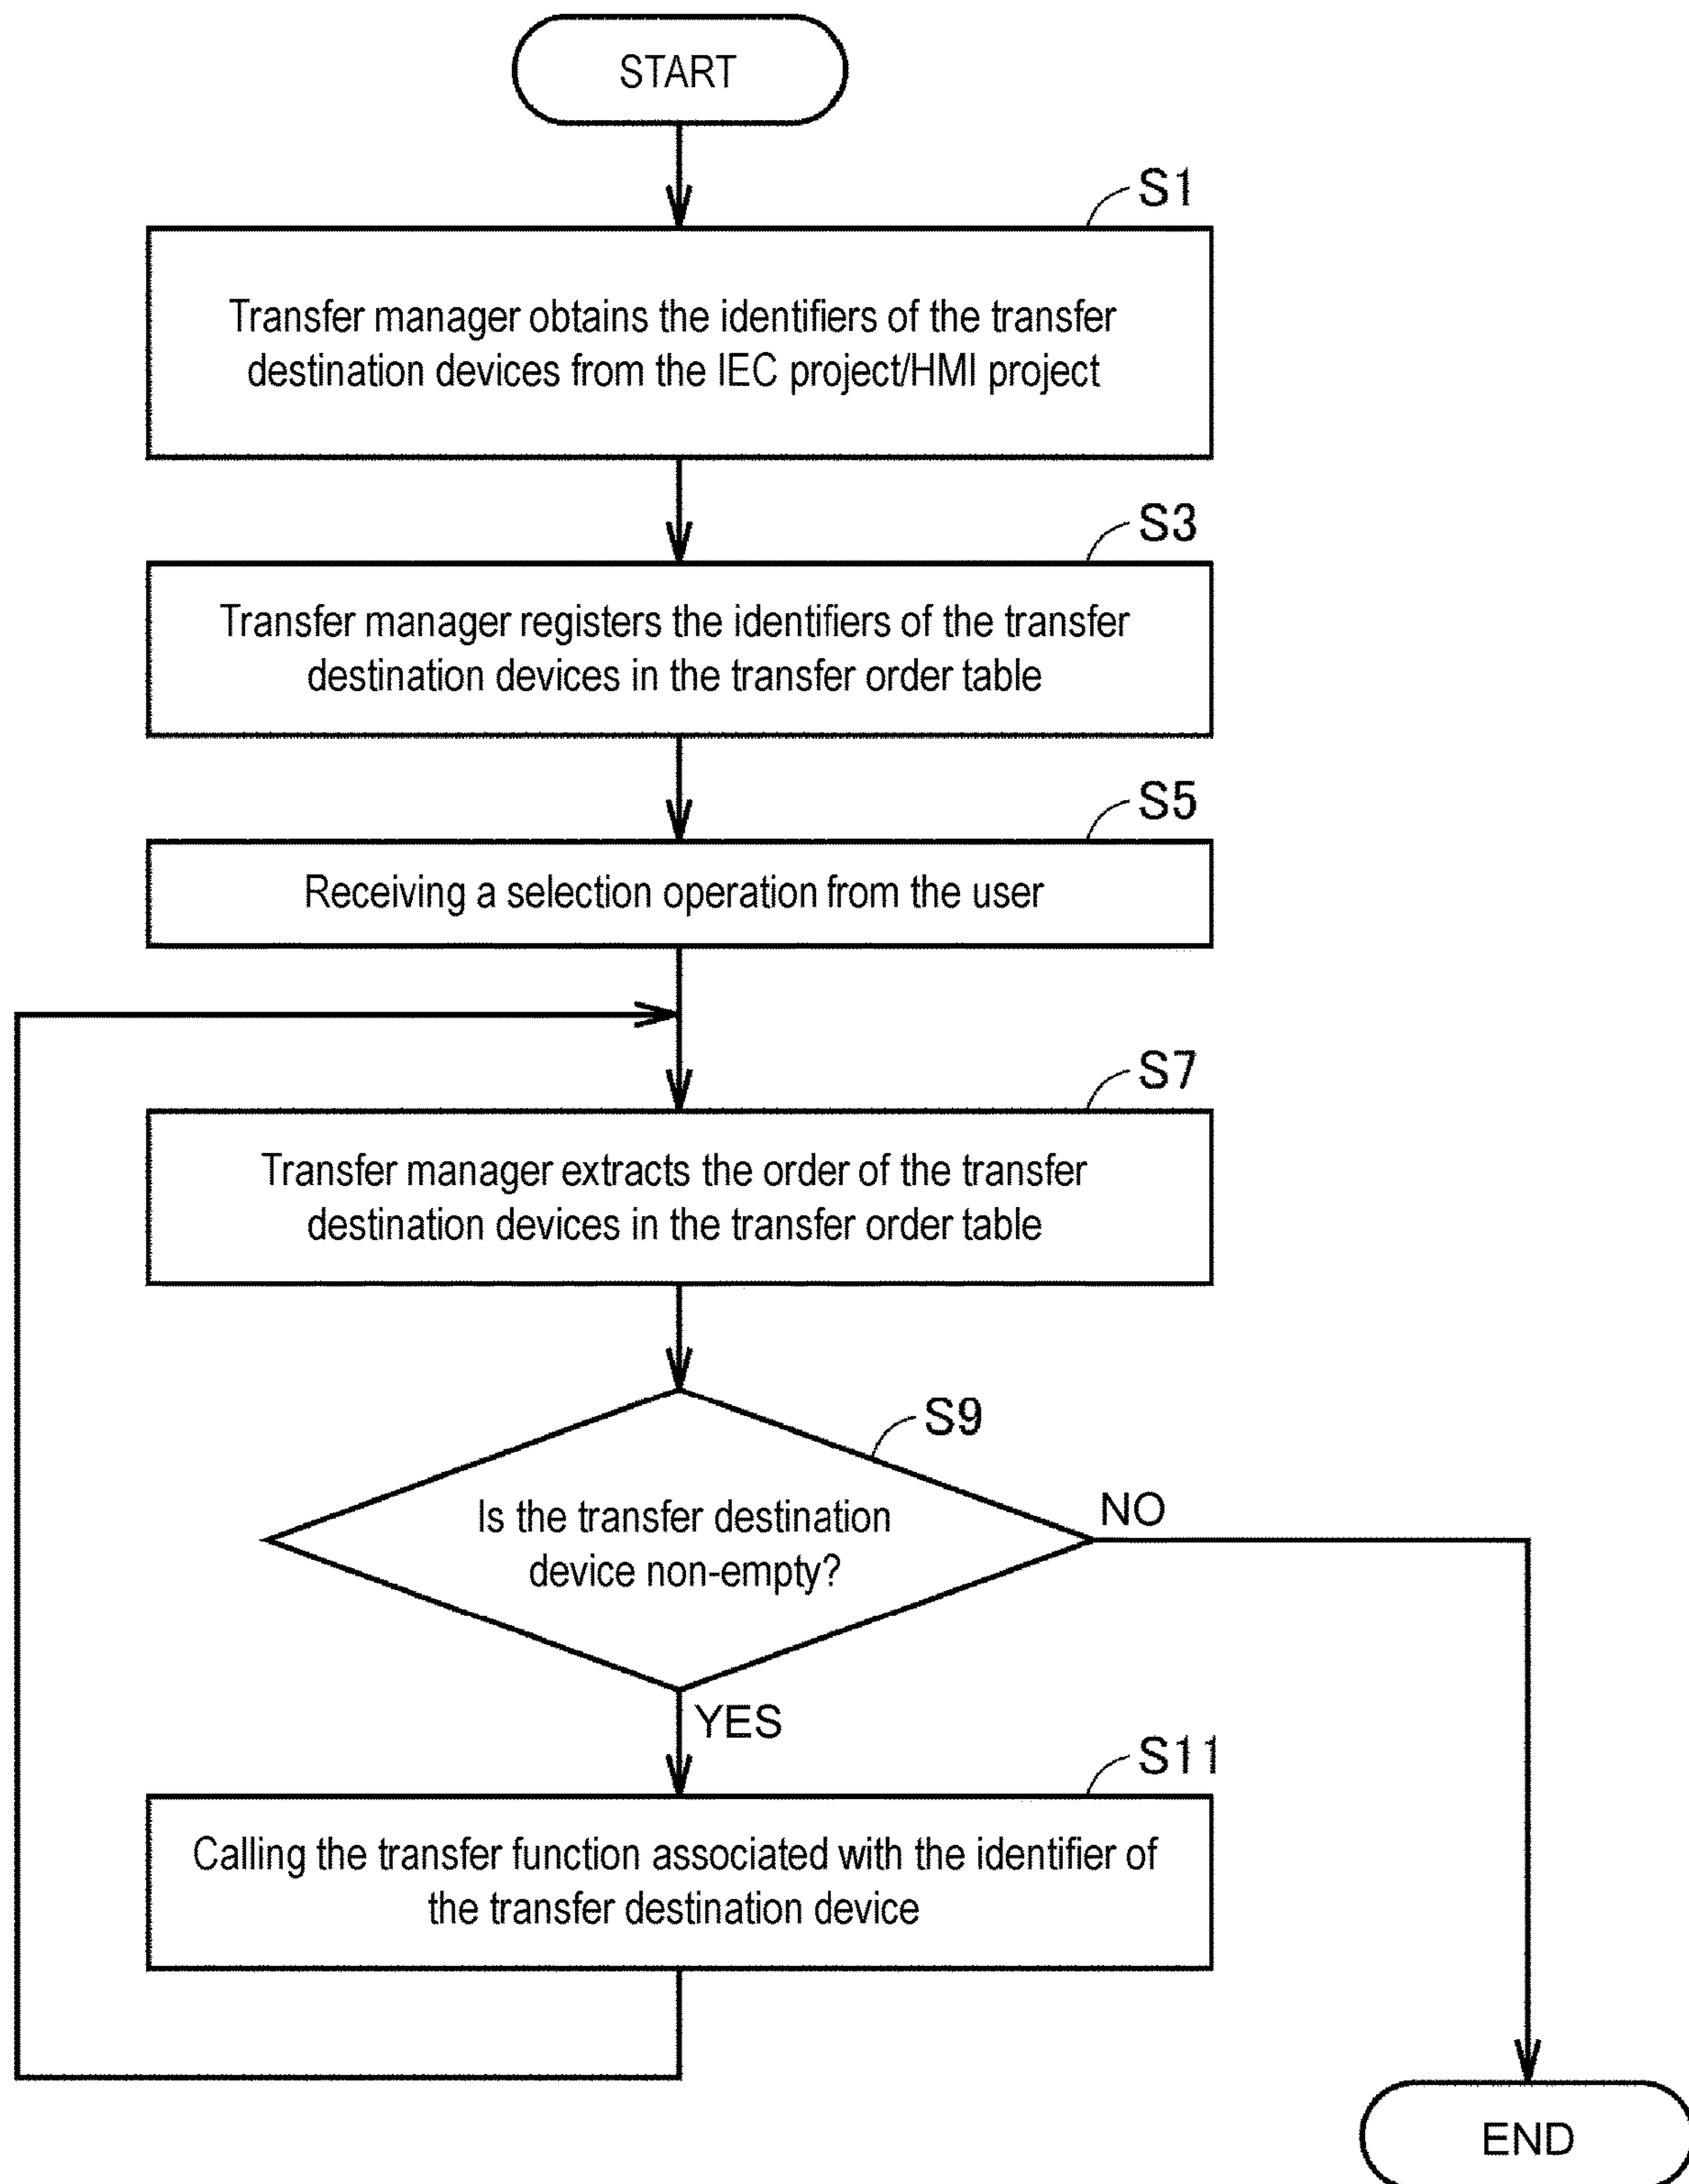 START
S1
Transfer manager obtains the identifiers of the transfer
destination devices from the IEC project/HMI project
S3
Transfer manager registers the identifiers of the transfer
destination devices in the transfer order table
S5
Receiving a selection operation from the user
S7
Transfer manager extracts the order of the transfer
destination devices in the transfer order table
S9
Is the transfer destination
device non-empty?
NO
YES
S11
Calling the transfer function associated with the identifier of
the transfer destination device
END